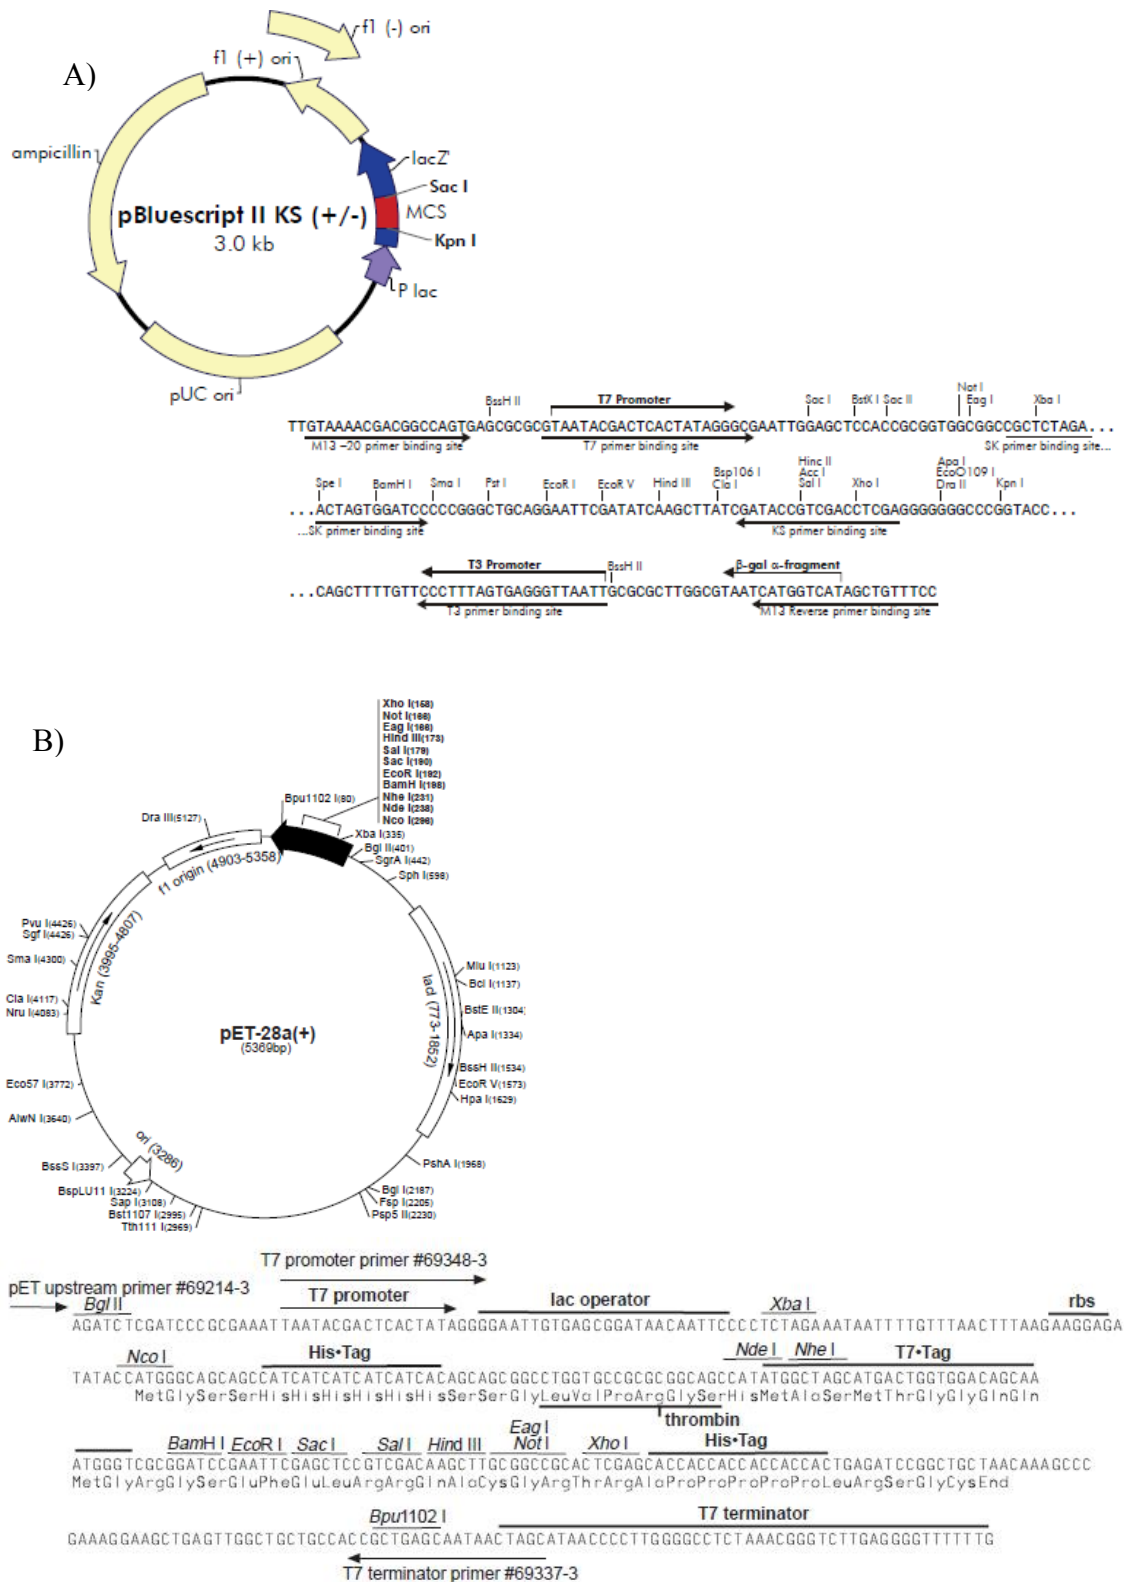 A)
f1 (-) ori
f1 (+) ori
ampicillin
lacZ'
Sac I
pBluescript II KS (+/-)
MCS
3.0 kb
Kpn I
P lac
pUC ori
BssH II
T7 Promoter
Sac I
BstX I
Sac II
Not I
Eag I
Xba I
TTGTAAAACGACGGCCAGTGAGCGCGCGTAATACGACTCACTATAGGGCGAATTGGAGCTCCACCGCGGTGGCGGCCGCTCTAGA...
M13 –20 primer binding site
T7 primer binding site
SK primer binding site...
Spe I
BamH I
Sma I
Pst I
EcoR I
EcoR V
Hind III
Bsp106 I
Cla I
Hinc II
Acc I
Sal I
Xho I
Apa I
EcoO109 I
Dra II
Kpn I
...ACTAGTGGATCCCCCGGGCTGCAGGAATTCGATATCAAGCTTATCGATACCGTCGACCTCGAGGGGGGGCCCGGTACC...
...SK primer binding site
KS primer binding site
T3 Promoter
BssH II
β-gal α-fragment
...CAGCTTTTGTTCCCTTTAGTGAGGGTTAATTGCGCGCTTGGCGTAATCATGGTCATAGCTGTTTCC
T3 primer binding site
M13 Reverse primer binding site
B)
Xho I(158)
Not I(166)
Eag I(166)
Hind III(173)
Sal I(179)
Sac I(190)
EcoR I(192)
BamH I(198)
Nhe I(231)
Nde I(238)
Nco I(296)
Bpu1102 I(80)
Dra III(5127)
Xba I(335)
Bgl II(401)
SgrA I(442)
Sph I(598)
f1 origin (4903-5358)
Pvu I(4426)
Sgf I(4426)
Sma I(4300)
Kan (3995-4807)
Cla I(4117)
Nru I(4083)
Mlu I(1123)
Bcl I(1137)
BstE II(1304)
Apa I(1334)
lacI (773-1852)
pET-28a(+)
(5369bp)
BssH II(1534)
EcoR V(1573)
Hpa I(1629)
Eco57 I(3772)
AlwN I(3640)
ori (3286)
BssS I(3397)
PshA I(1968)
BspLU11 I(3224)
Sap I(3108)
Bst1107 I(2995)
Tth111 I(2969)
Bgl I(2187)
Fsp I(2205)
Psp5 II(2230)
T7 promoter primer #69348-3
pET upstream primer #69214-3
Bgl II
T7 promoter
lac operator
Xba I
rbs
AGATCTCGATCCCGCGAAATTAATACGACTCACTATAGGGGAATTGTGAGCGGATAACAATTCCCCTCTAGAAATAATTTTGTTTAACTTTAAGAAGGAGA
Nco I
His•Tag
Nde I
Nhe I
T7•Tag
TATACCATGGGCAGCAGCCATCATCATCATCATCACAGCAGCGGCCTGGTGCCGCGCGGCAGCCATATGGCTAGCATGACTGGTGGACAGCAA
MetGlySerSerHisHisHisHisHisHisSerSerGlyLeuValProArgGlySerHisMetAlaSerMetThrGlyGlyGlnGln
thrombin
BamH I
EcoR I
Sac I
Sal I
Hind III
Eag I
Not I
Xho I
His•Tag
ATGGGTCGCGGATCCGAATTCGAGCTCCGTCGACAAGCTTGCGGCCGCACTCGAGCACCACCACCACCACCACTGAGATCCGGCTGCTAACAAAGCCC
MetGlyArgGlySerGluPheGluLeuArgArgGlnAlaCysGlyArgThrArgAlaProProProProProLeuArgSerGlyCysEnd
Bpu1102 I
T7 terminator
GAAAGGAAGCTGAGTTGGCTGCTGCCACCGCTGAGCAATAACTAGCATAACCCCTTGGGGCCTCTAAACGGGTCTTGAGGGGTTTTTTG
T7 terminator primer #69337-3